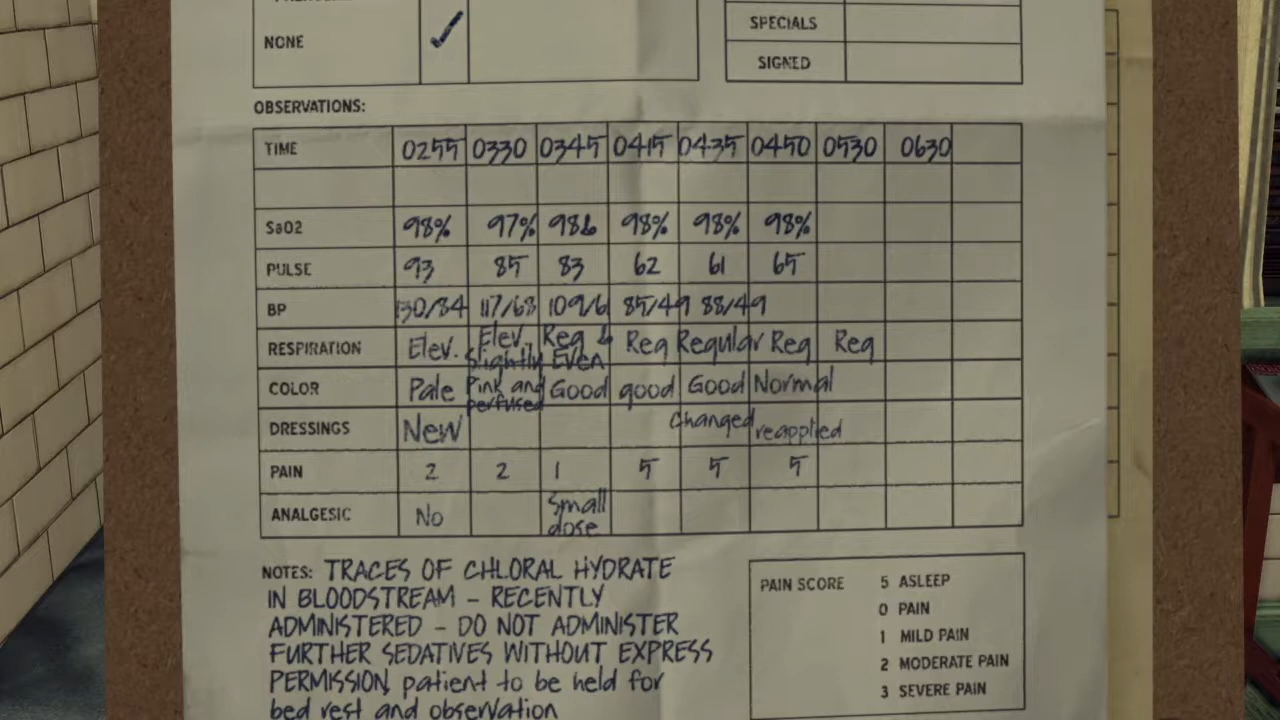 NONE ✓
SPECIALS
SIGNED
OBSERVATIONS:
TIME 0255 0330 0345 0415 0435 0450 0530 0630
SaO2 98% 97% 98% 98% 98% 98%
PULSE 93 85 83 62 61 65
BP 130/84 117/68 109/6 85/49 88/49
RESPIRATION Elev. Elev. Slightly Reg & Even Reg Regular Reg Reg
COLOR Pale Pink and perfused Good good Good Normal
DRESSINGS New Changed reapplied
PAIN 2 2 1 5 5 5
ANALGESIC No Small dose
NOTES: TRACES OF CHLORAL HYDRATE
IN BLOODSTREAM - RECENTLY
ADMINISTERED - DO NOT ADMINISTER
FURTHER SEDATIVES WITHOUT EXPRESS
PERMISSION, patient to be held for
bed rest and observation
PAIN SCORE 5 ASLEEP
0 PAIN
1 MILD PAIN
2 MODERATE PAIN
3 SEVERE PAIN